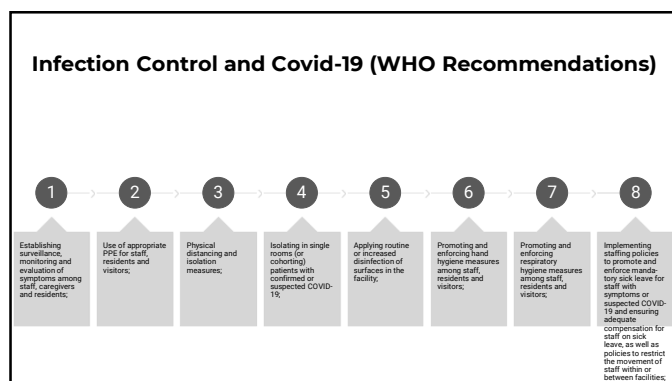 Infection Control and Covid-19 (WHO Recommendations)
1
2
3
4
5
6
7
8
Establishing
surveillance,
monitoring and
evaluation of
symptoms among
staff, caregivers
and residents;
Use of appropriate
PPE for staff,
residents and
visitors;
Physical
distancing and
isolation
measures;
Isolating in single
rooms (or
cohorting)
patients with
confirmed or
suspected COVID-
19;
Applying routine
or increased
disinfection of
surfaces in the
facility;
Promoting and
enforcing hand
hygiene measures
among staff,
residents and
visitors;
Promoting and
enforcing
respiratory
hygiene measures
among staff,
residents and
visitors;
Implementing
staffing policies
to promote and
enforce manda-
tory sick leave for
staff with
symptoms or
suspected COVID-
19 and ensuring
adequate
compensation for
staff on sick
leave, as well as
policies to restrict
the movement of
staff within or
between facilities;